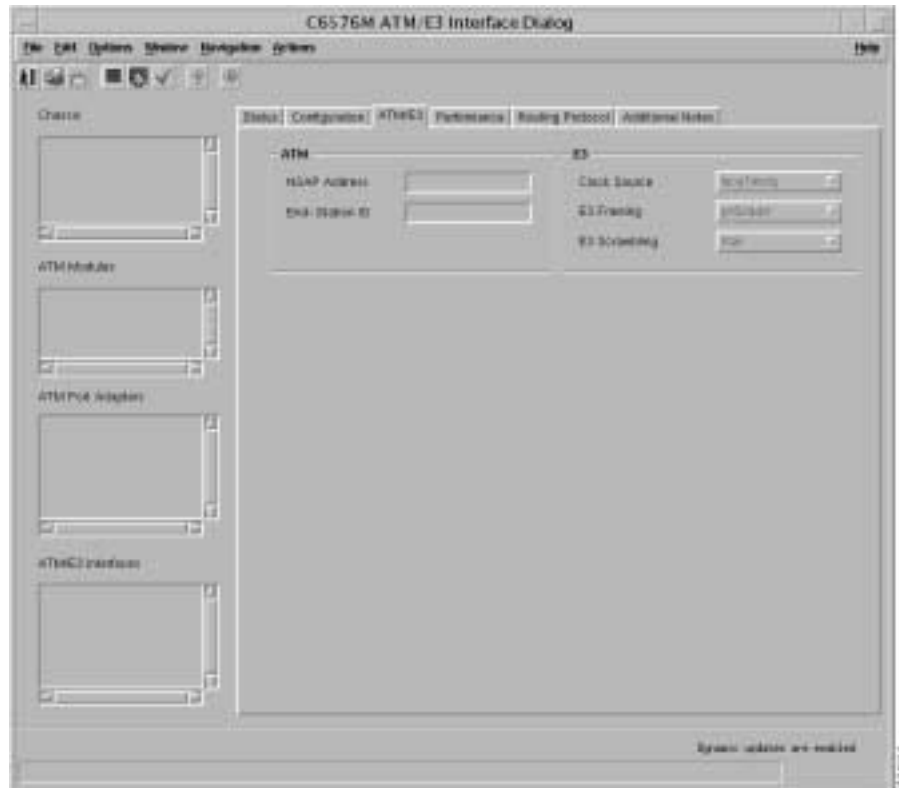 C6576M ATM/E3 Interface Dialog
File Edit Options Window Navigation Actions Help
Chassis
Status Configuration ATM/E3 Performance Routing Protocol Additional Notes
ATM
E3
NSAP Address
Clock Source
End-Station ID
E3 Framing
E3 Scrambling
ATM Modules
ATM Port Adapters
ATM/E3 Interfaces
Dynamic updates are enabled